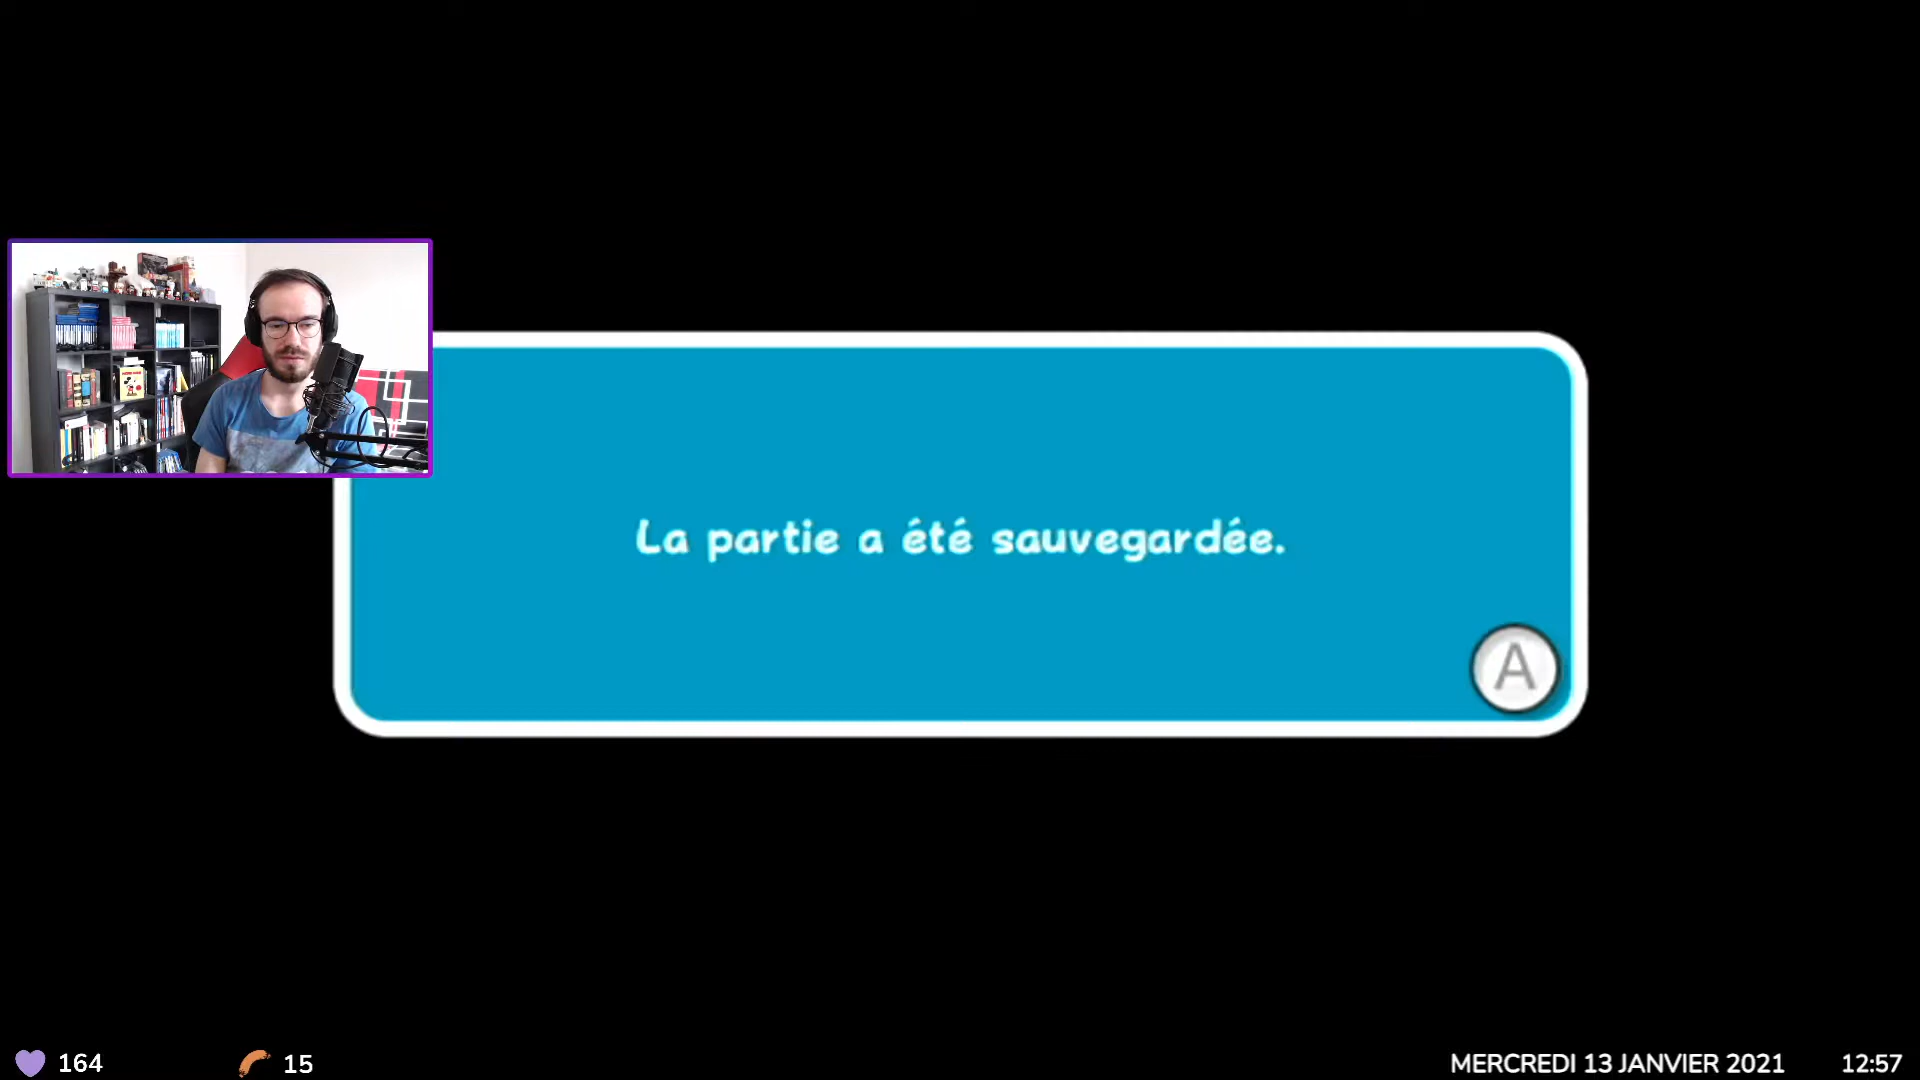 La partie a été sauvegardée.
A
164
15
MERCREDI 13 JANVIER 2021
12:57